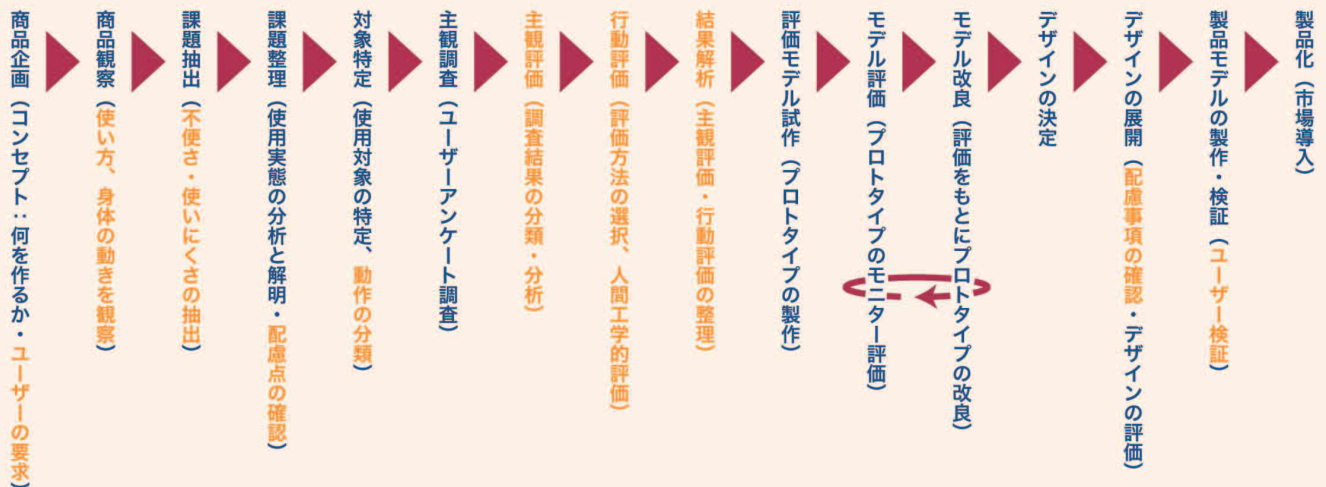 商品企画（コンセプト：何を作るか・ユーザーの要求）
商品観察（使い方、身体の動きを観察）
課題抽出（不便さ・使いにくさの抽出）
課題整理（使用実態の分析と解明・配慮点の確認）
対象特定（使用対象の特定、動作の分類）
主観調査（ユーザーアンケート調査）
主観評価（調査結果の分類・分析）
行動評価（評価方法の選択、人間工学的評価）
結果解析（主観評価・行動評価の整理）
評価モデル試作（プロトタイプの製作）
モデル評価（プロトタイプのモニター評価）
モデル改良（評価をもとにプロトタイプの改良）
デザインの決定
デザインの展開（配慮事項の確認・デザインの評価）
製品モデルの製作・検証（ユーザー検証）
製品化（市場導入）